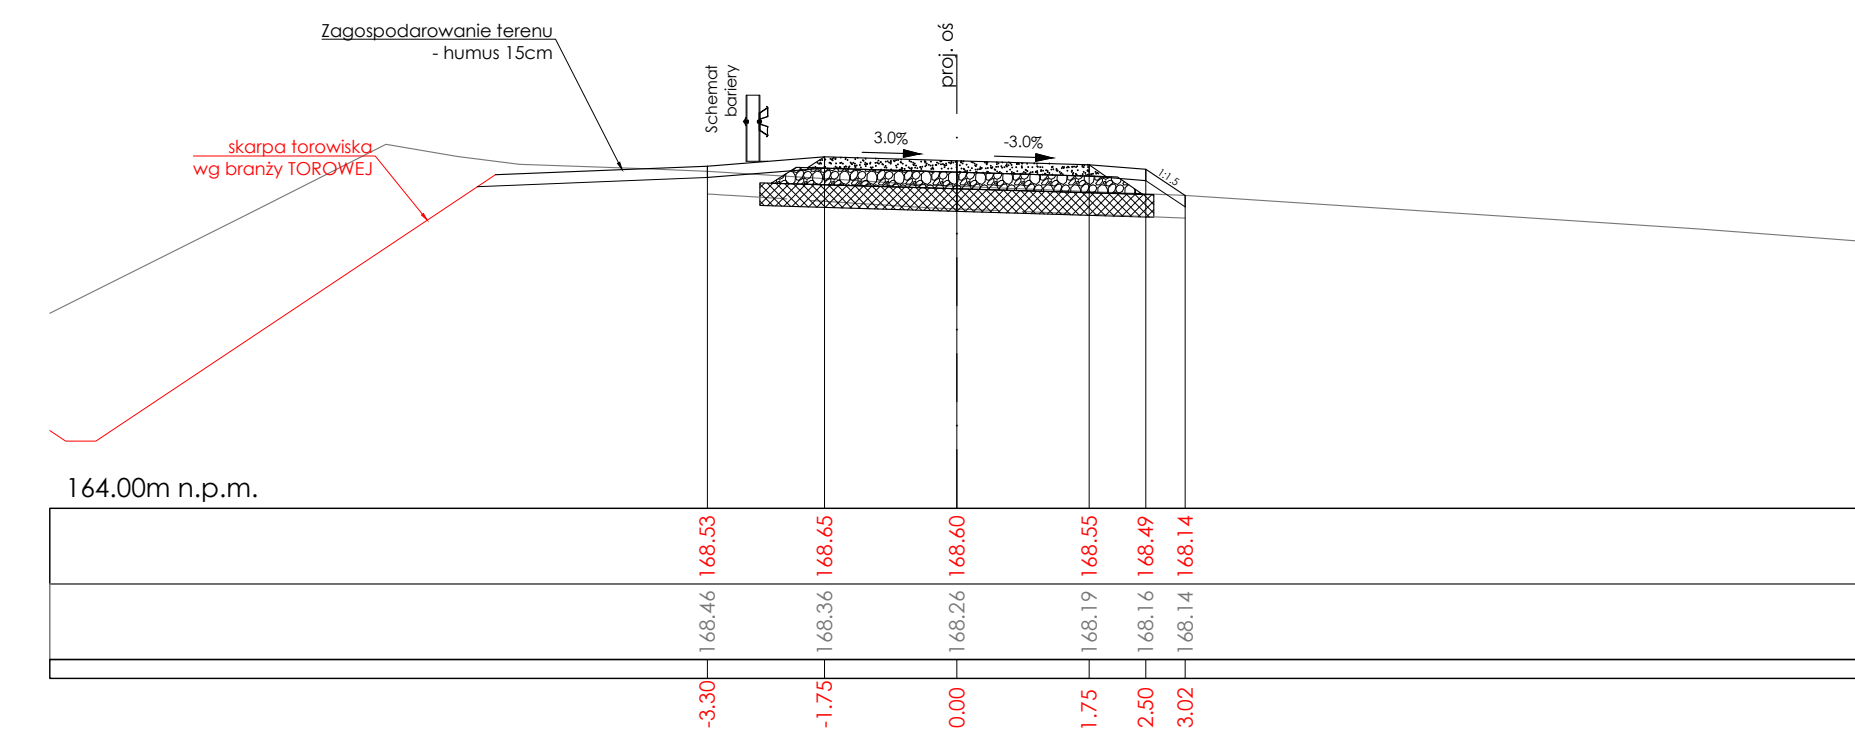 Zagospodarowanie terenu
- humus 15cm
proj. oś
Schemat
bariery
skarpa torowiska
wg branży TOROWEJ
3.0%
-3.0%
1:1.5
164.00m n.p.m.
168.53 168.65 168.60 168.55 168.49 168.14
168.46 168.36 168.26 168.19 168.16 168.14
-3.30 -1.75 0.00 1.75 2.50 3.02